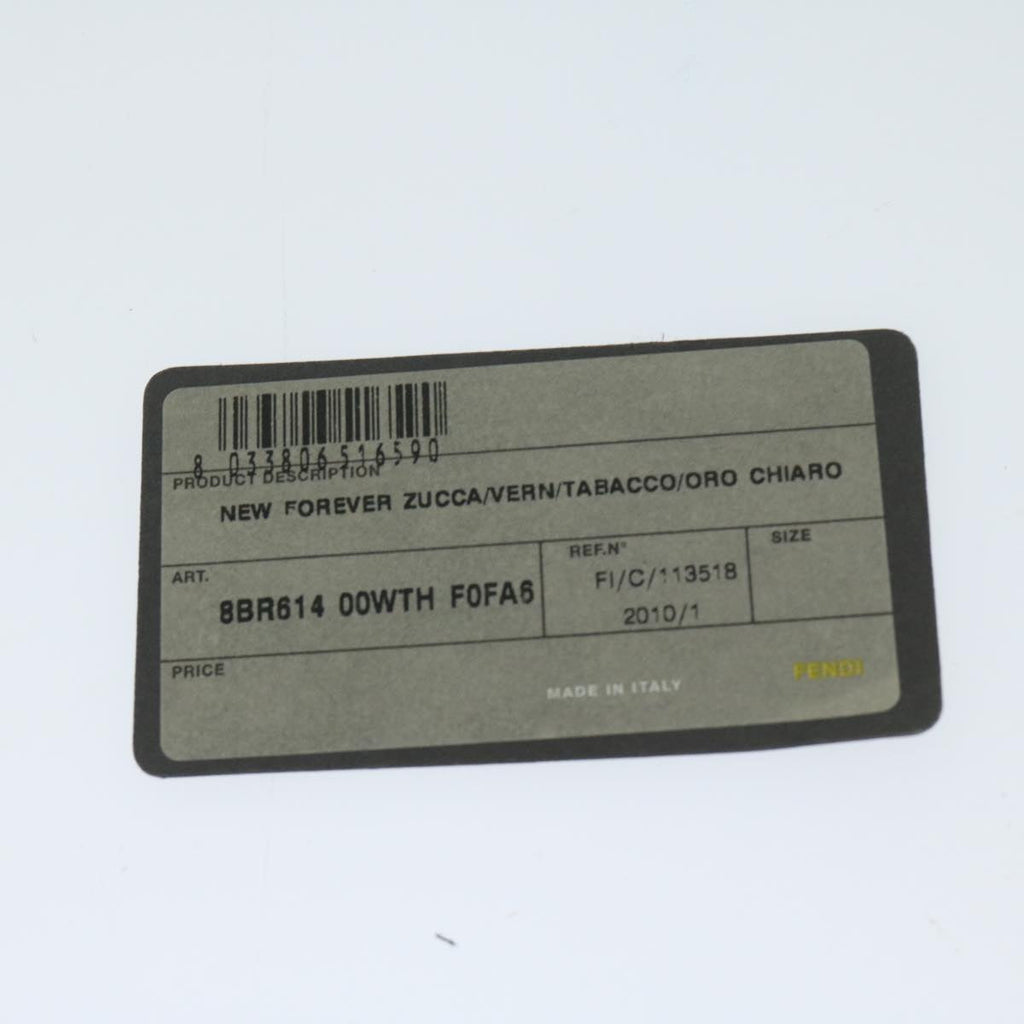 8 033806 516590
PRODUCT DESCRIPTION
NEW FOREVER ZUCCA/VERN/TABACCO/ORO CHIARO
ART.
8BR614 00WTH F0FA6
REF.N°
FI/C/113518
2010/1
SIZE
PRICE
MADE IN ITALY
FENDI